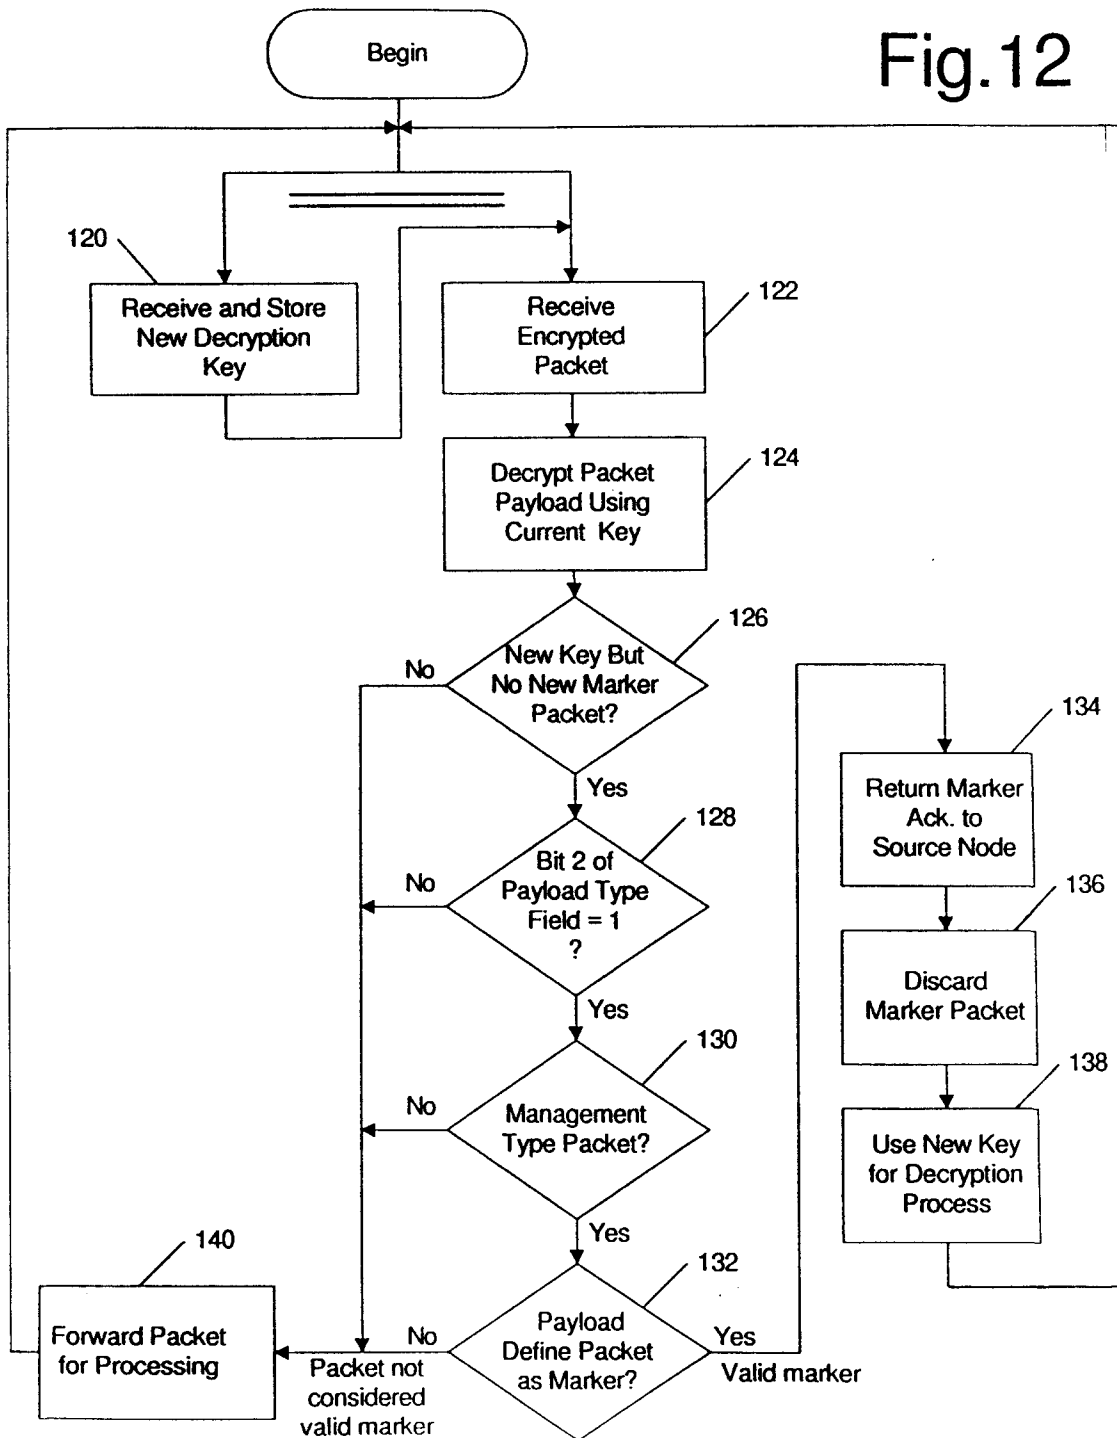 Begin
Fig.12
120
Receive and Store
New Decryption
Key
122
Receive
Encrypted
Packet
124
Decrypt Packet
Payload Using
Current Key
126
New Key But
No New Marker
Packet?
No
Yes
128
Bit 2 of
Payload Type
Field = 1
?
No
Yes
130
Management
Type Packet?
No
Yes
132
Payload
Define Packet
as Marker?
No
Packet not
considered
valid marker
Yes
Valid marker
134
Return Marker
Ack. to
Source Node
136
Discard
Marker Packet
138
Use New Key
for Decryption
Process
140
Forward Packet
for Processing